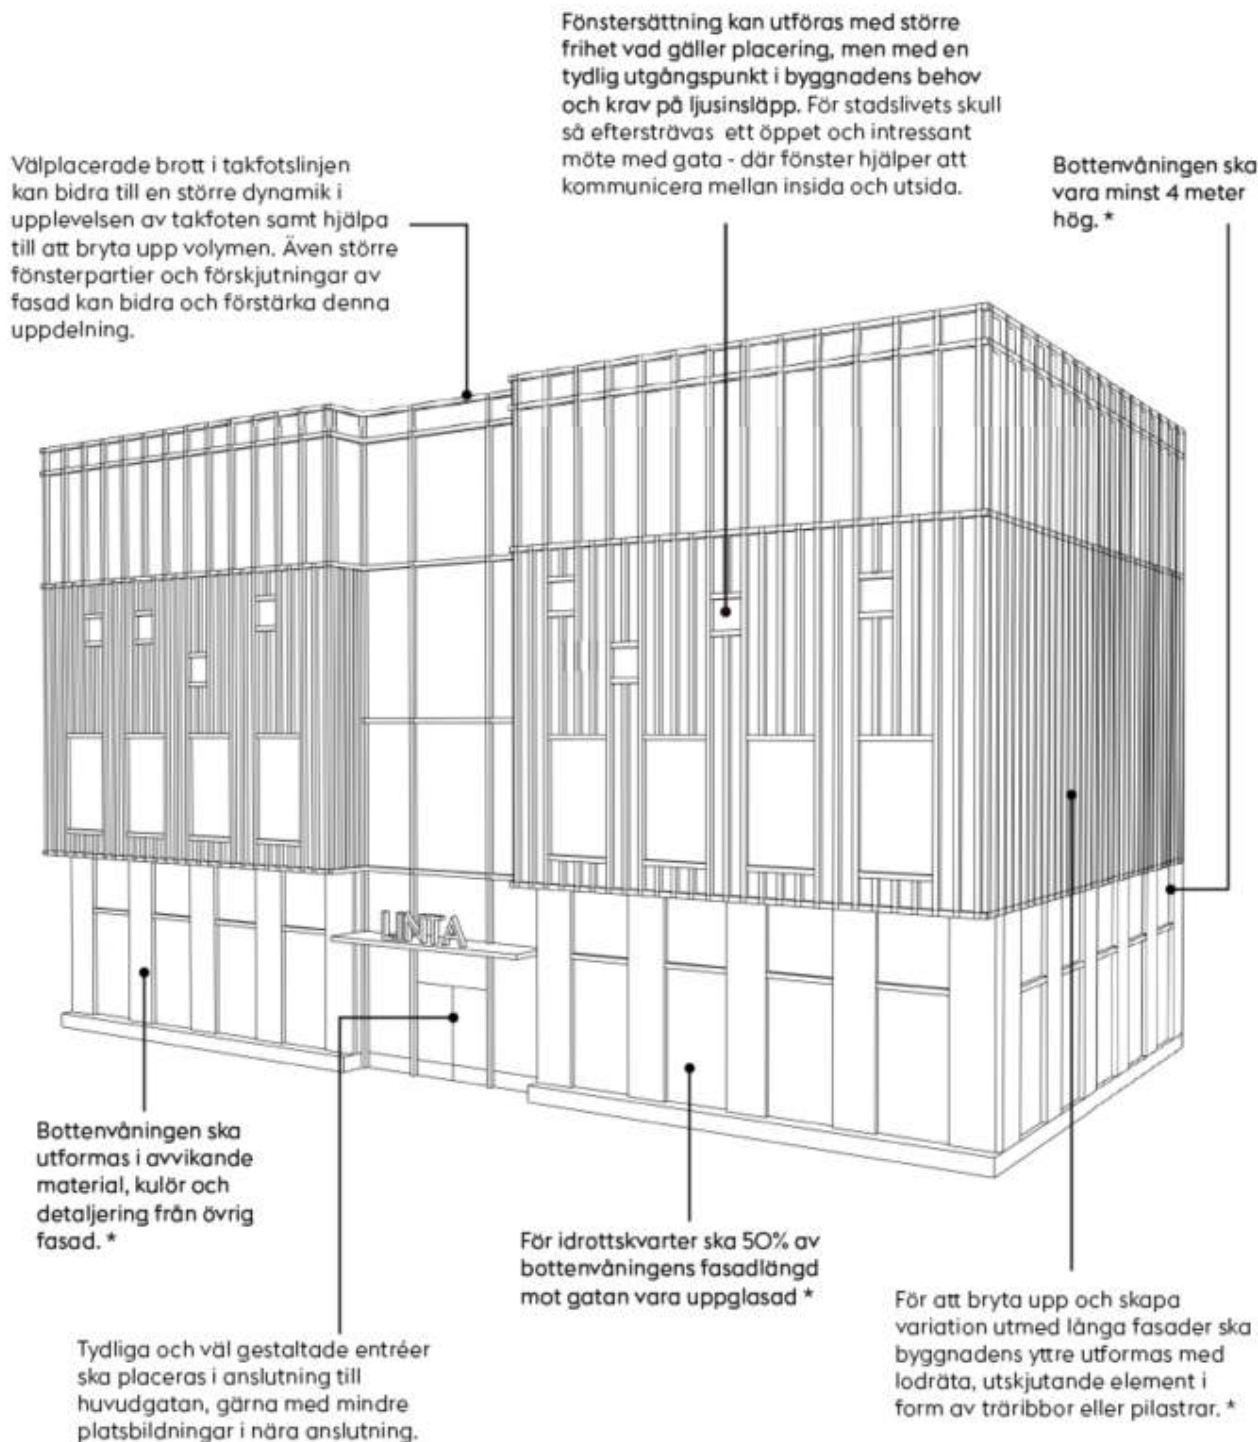 Fönstersättning kan utföras med större
frihet vad gäller placering, men med en
tydlig utgångspunkt i byggnadens behov
och krav på ljusinsläpp. För stadslivets skull
så eftersträvas ett öppet och intressant
möte med gata - där fönster hjälper att
kommunicera mellan insida och utsida.
Välplacerade brott i takfotslinjen
kan bidra till en större dynamik i
upplevelsen av takfoten samt hjälpa
till att bryta upp volymen. Även större
fönsterpartier och förskjutningar av
fasad kan bidra och förstärka denna
uppdelning.
Bottenvåningen ska
vara minst 4 meter
hög. *
LINTA
Bottenvåningen ska
utformas i avvikande
material, kulör och
detaljering från övrig
fasad. *
För idrottskvarter ska 50% av
bottenvåningens fasadlängd
mot gatan vara uppglasad *
För att bryta upp och skapa
variation utmed långa fasader ska
byggnadens yttre utformas med
lodräta, utskjutande element i
form av träribbor eller pilastrar. *
Tydliga och väl gestaltade entréer
ska placeras i anslutning till
huvudgatan, gärna med mindre
platsbildningar i nära anslutning.